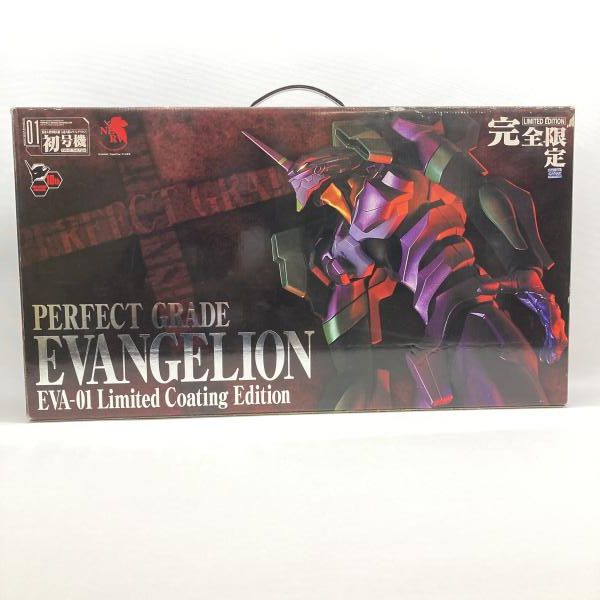 01
初号機
NERV
LIMITED EDITION
完全限定
PERFECT GRADE
PERFECT GRADE
EVANGELION
EVA-01 Limited Coating Edition